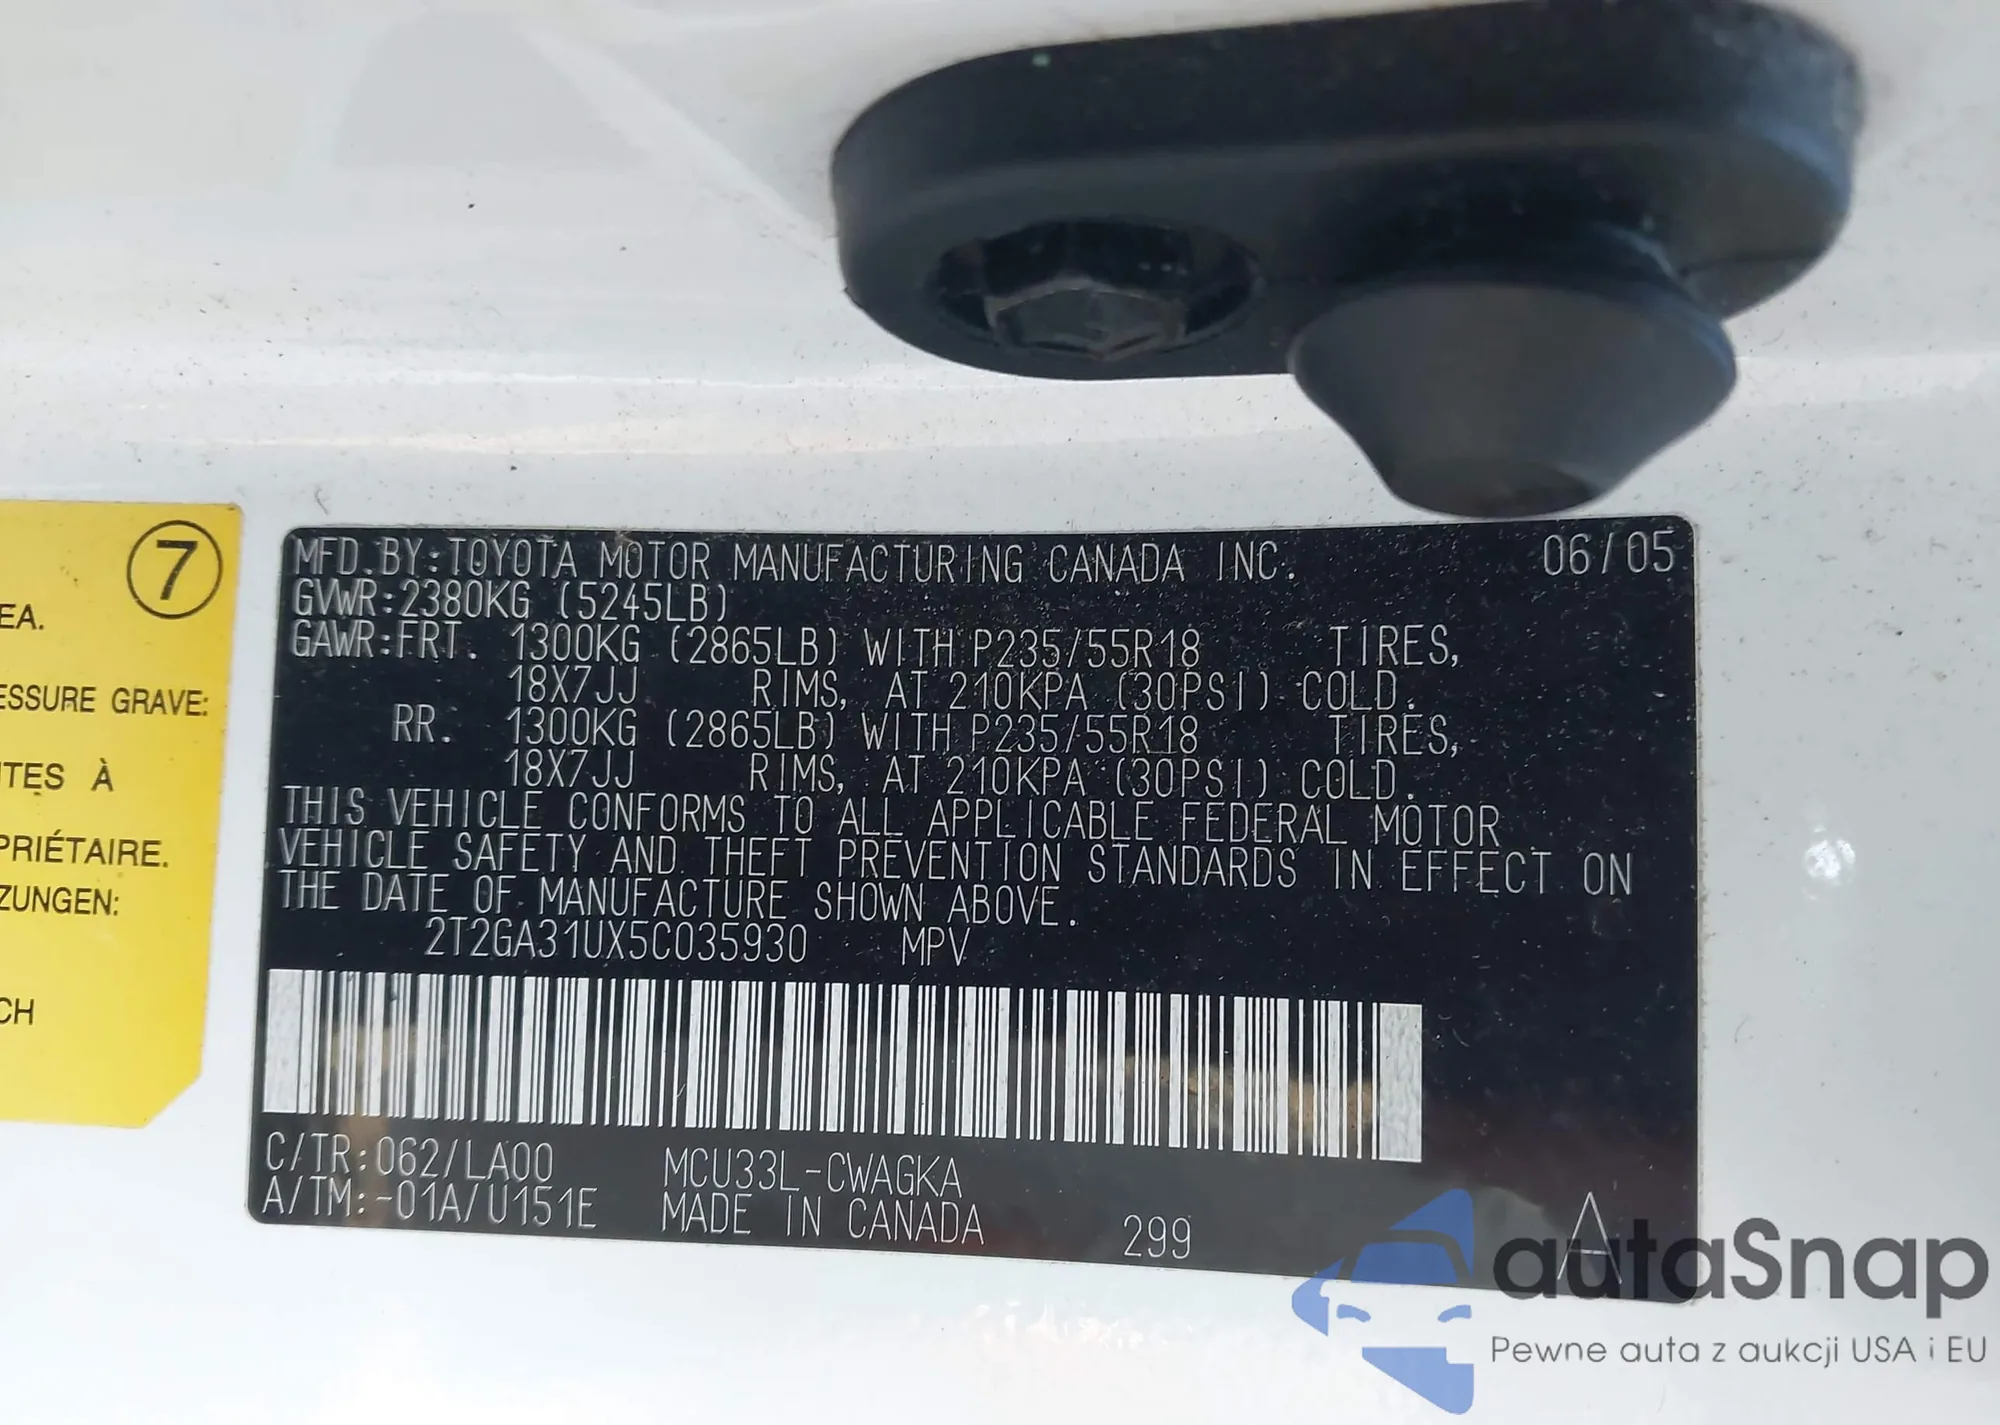 7
EA.
ESSURE GRAVE:
TES À
PRIÉTAIRE.
ZUNGEN:
CH
MFD.BY:TOYOTA MOTOR MANUFACTURING CANADA INC. 06/05
GVWR:2380KG (5245LB)
GAWR:FRT. 1300KG (2865LB) WITH P235/55R18 TIRES,
18X7JJ RIMS, AT 210KPA (30PSI) COLD.
RR. 1300KG (2865LB) WITH P235/55R18 TIRES,
18X7JJ RIMS, AT 210KPA (30PSI) COLD.
THIS VEHICLE CONFORMS TO ALL APPLICABLE FEDERAL MOTOR
VEHICLE SAFETY AND THEFT PREVENTION STANDARDS IN EFFECT ON
THE DATE OF MANUFACTURE SHOWN ABOVE.
2T2GA31UX5C035930 MPV
C/TR:062/LA00 MCU33L-CWAGKA
A/TM:-01A/U151E MADE IN CANADA 299 A
autaSnap
Pewne auta z aukcji USA i EU